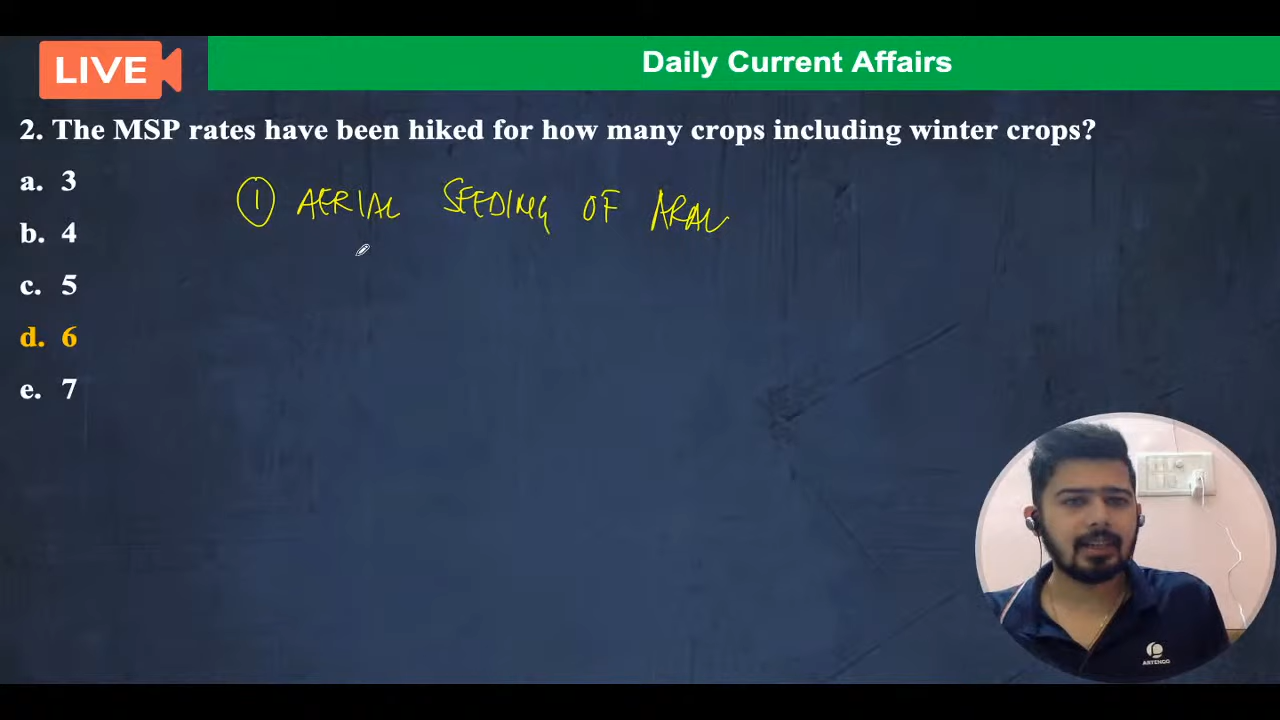 LIVE
Daily Current Affairs
2. The MSP rates have been hiked for how many crops including winter crops?
a. 3
1 AERIAL SEEDING OF ARAL
b. 4
c. 5
d. 6
e. 7
ARTENGO